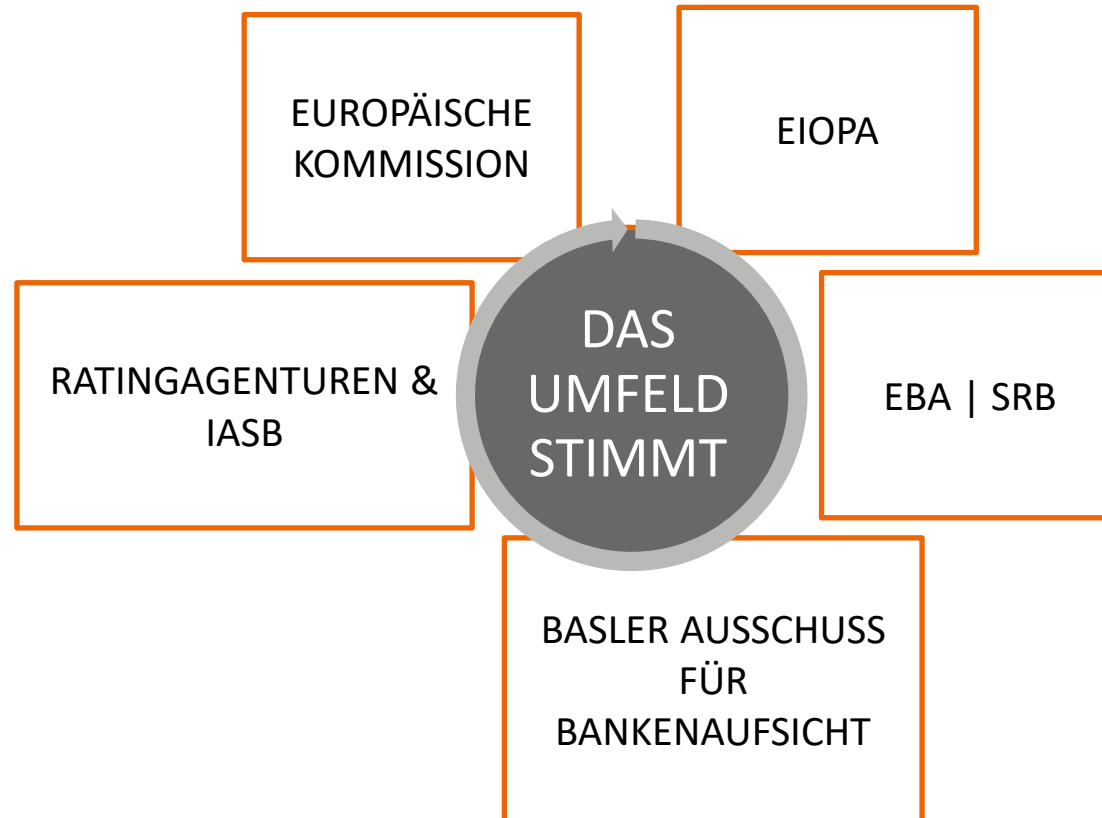 EUROPÄISCHE
KOMMISSION
EIOPA
RATINGAGENTUREN &
IASB
DAS
UMFELD
STIMMT
EBA | SRB
BASLER AUSSCHUSS
FÜR
BANKENAUFSICHT